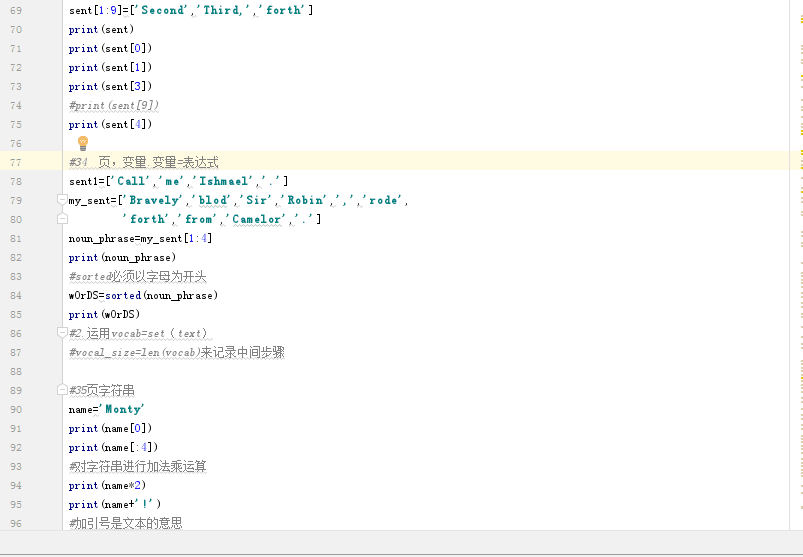 69 sent[1:9]=['Second','Third,','forth']
70 print(sent)
71 print(sent[0])
72 print(sent[1])
73 print(sent[3])
74 #print(sent[9])
75 print(sent[4])
76
77 #34 页，变量 变量=表达式
78 sent1=['Call','me','Ishmael','.']
79 my_sent=['Bravely','blod','Sir','Robin',',','rode',
80 'forth','from','Camelor','.']
81 noun_phrase=my_sent[1:4]
82 print(noun_phrase)
83 #sorted必须以字母为开头
84 wOrDS=sorted(noun_phrase)
85 print(wOrDS)
86 #2.运用vocab=set（text）
87 #vocal_size=len(vocab)来记录中间步骤
88
89 #35页字符串
90 name='Monty'
91 print(name[0])
92 print(name[:4])
93 #对字符串进行加法乘运算
94 print(name*2)
95 print(name+'!')
96 #加引号是文本的意思